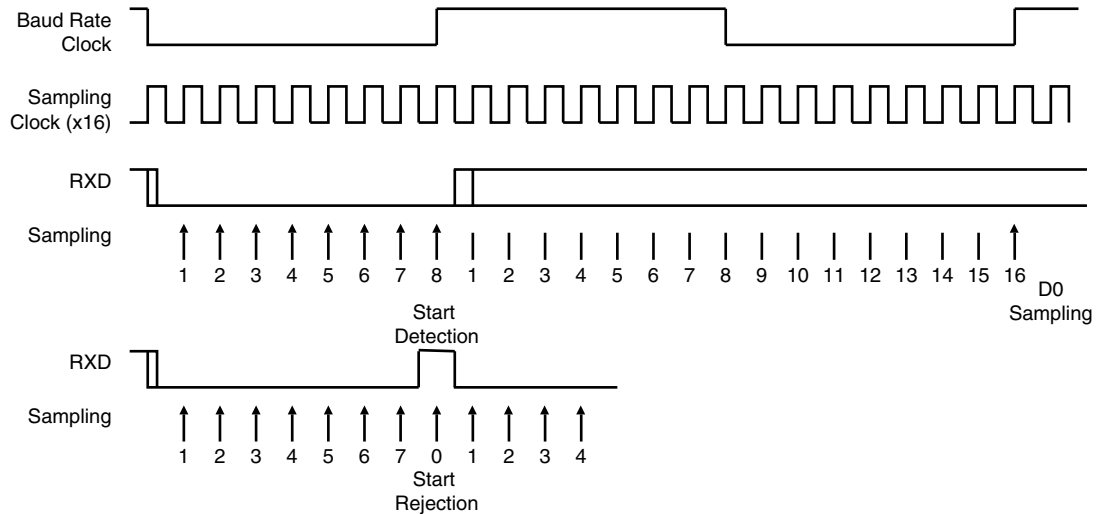 Baud Rate
Clock
Sampling
Clock (x16)
RXD
Sampling
1 2 3 4 5 6 7 8 1 2 3 4 5 6 7 8 9 10 11 12 13 14 15 16
D0
Sampling
Start
Detection
RXD
Sampling
1 2 3 4 5 6 7 0 1 2 3 4
Start
Rejection